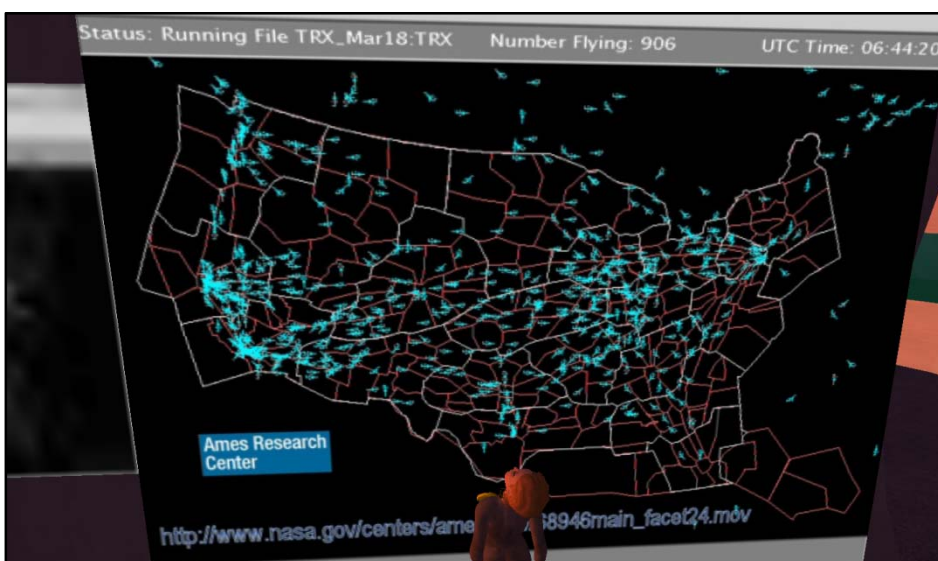 Status: Running File TRX_Mar18:TRX Number Flying: 906 UTC Time: 06:44:20
Ames Research
Center
http://www.nasa.gov/centers/ame 68946main_facet24.mov